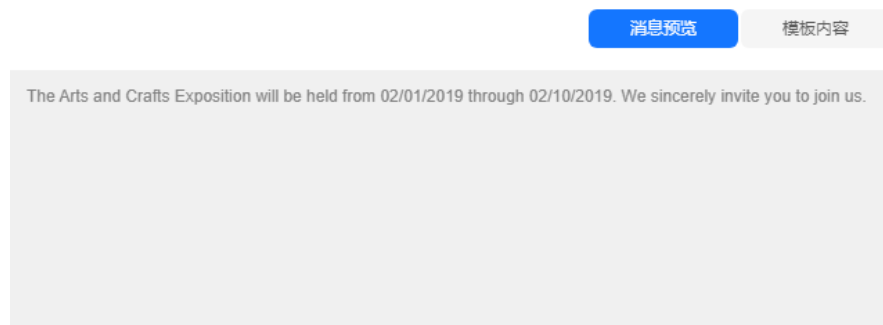 消息预览 模板内容
The Arts and Crafts Exposition will be held from 02/01/2019 through 02/10/2019. We sincerely invite you to join us.